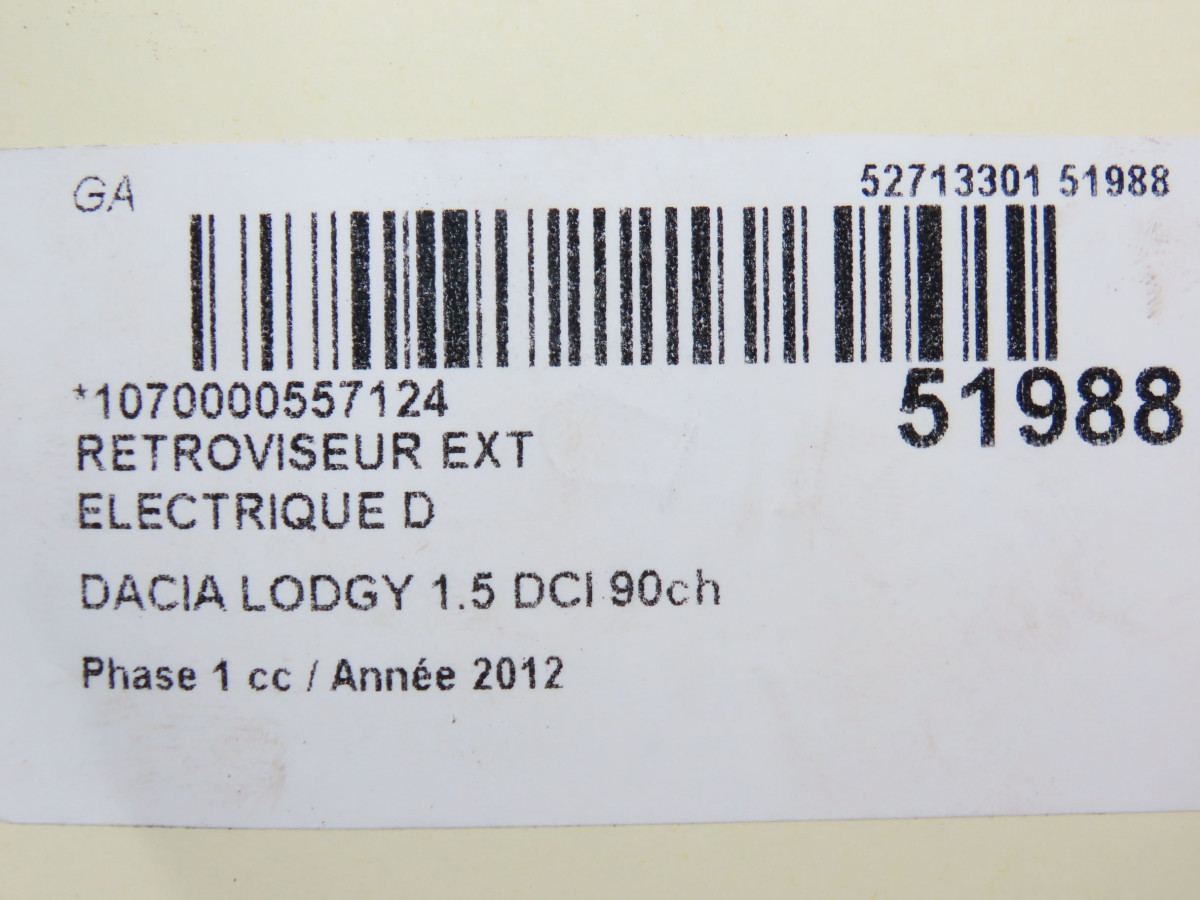 GA
52713301 51988
*1070000557124
51988
RETROVISEUR EXT
ELECTRIQUE D
DACIA LODGY 1.5 DCI 90ch
Phase 1 cc / Année 2012